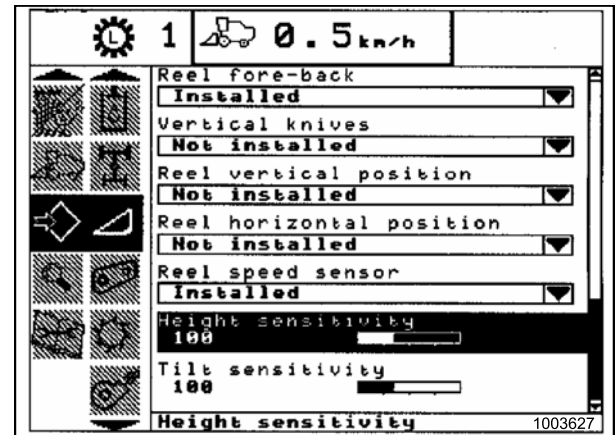 L 1 0.5km/h
Reel fore-back
Installed
Vertical knives
Not installed
Reel vertical position
Not installed
Reel horizontal position
Not installed
Reel speed sensor
Installed
Height sensitivity
100
Tilt sensitivity
100
Height sensitivity
1003627